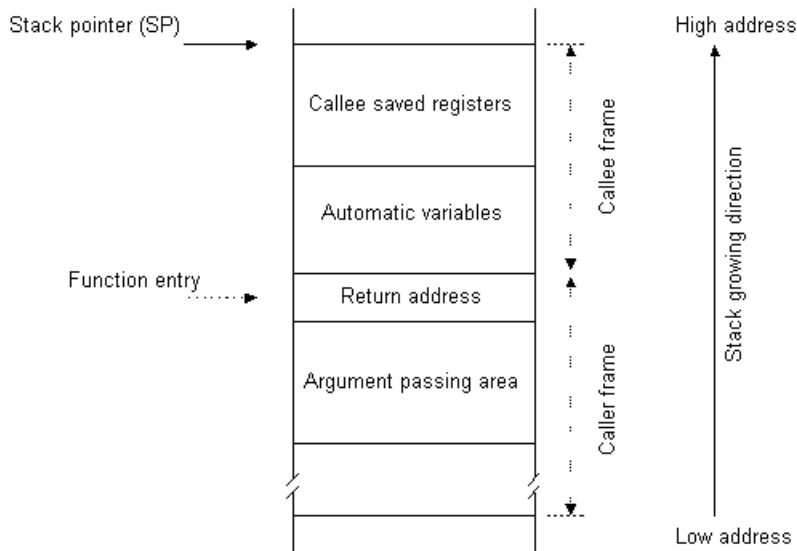 Stack pointer (SP)
High address
Callee saved registers
Callee frame
Automatic variables
Stack growing direction
Function entry
Return address
Argument passing area
Caller frame
Low address